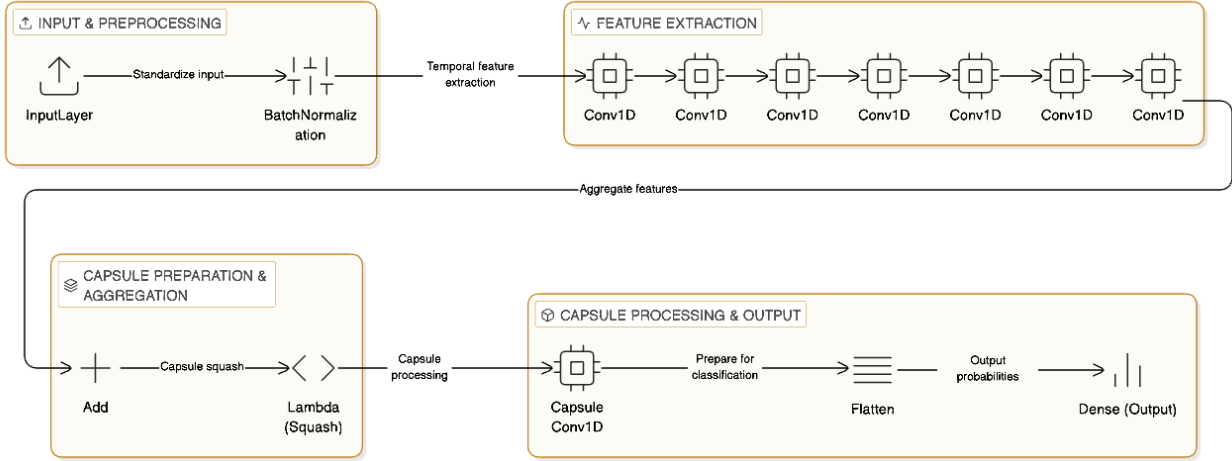 INPUT & PREPROCESSING
InputLayer
Standardize input
BatchNormaliz
ation
Temporal feature
extraction
FEATURE EXTRACTION
Conv1D
Conv1D
Conv1D
Conv1D
Conv1D
Conv1D
Conv1D
Aggregate features
CAPSULE PREPARATION &
AGGREGATION
Add
Capsule squash
Lambda
(Squash)
Capsule
processing
CAPSULE PROCESSING & OUTPUT
Capsule
Conv1D
Prepare for
classification
Flatten
Output
probabilities
Dense (Output)